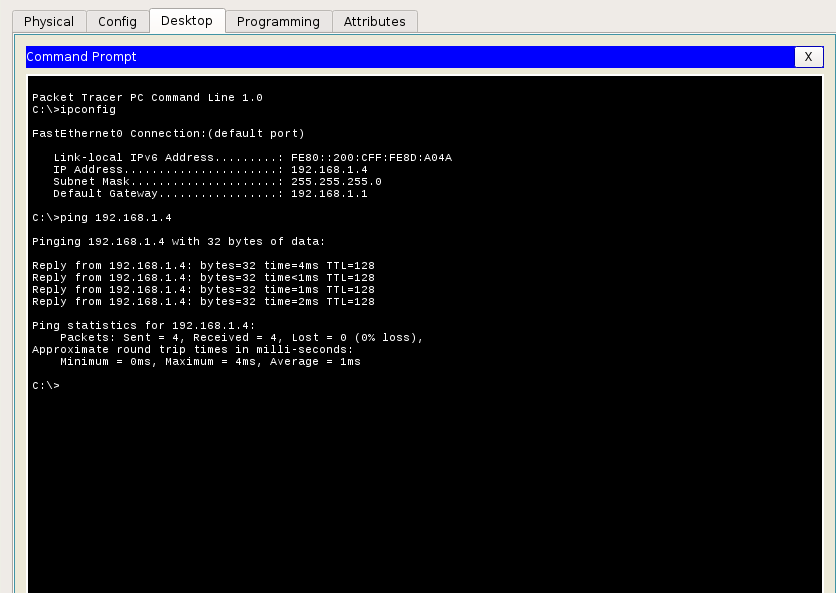 Physical Config Desktop Programming Attributes
Command Prompt X
Packet Tracer PC Command Line 1.0
C:\>ipconfig
FastEthernet0 Connection:(default port)
Link-local IPv6 Address.........: FE80::200:CFF:FE8D:A04A
IP Address......................: 192.168.1.4
Subnet Mask.....................: 255.255.255.0
Default Gateway.................: 192.168.1.1
C:\>ping 192.168.1.4
Pinging 192.168.1.4 with 32 bytes of data:
Reply from 192.168.1.4: bytes=32 time=4ms TTL=128
Reply from 192.168.1.4: bytes=32 time<1ms TTL=128
Reply from 192.168.1.4: bytes=32 time=1ms TTL=128
Reply from 192.168.1.4: bytes=32 time=2ms TTL=128
Ping statistics for 192.168.1.4:
Packets: Sent = 4, Received = 4, Lost = 0 (0% loss),
Approximate round trip times in milli-seconds:
Minimum = 0ms, Maximum = 4ms, Average = 1ms
C:\>